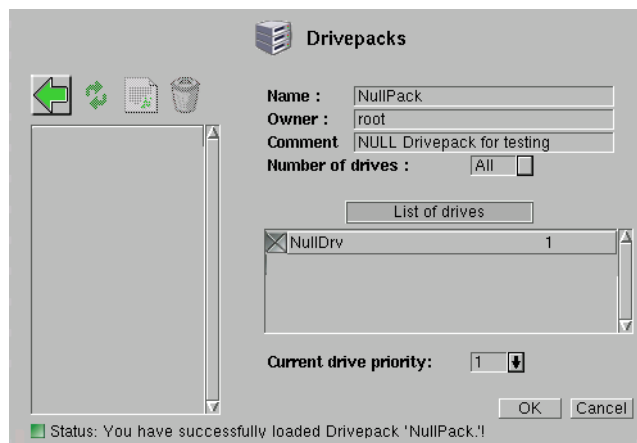 Drivepacks
Name : NullPack
Owner : root
Comment NULL Drivepack for testing
Number of drives : All
List of drives
NullDrv 1
Current drive priority: 1
OK Cancel
Status: You have successfully loaded Drivepack 'NullPack.'!